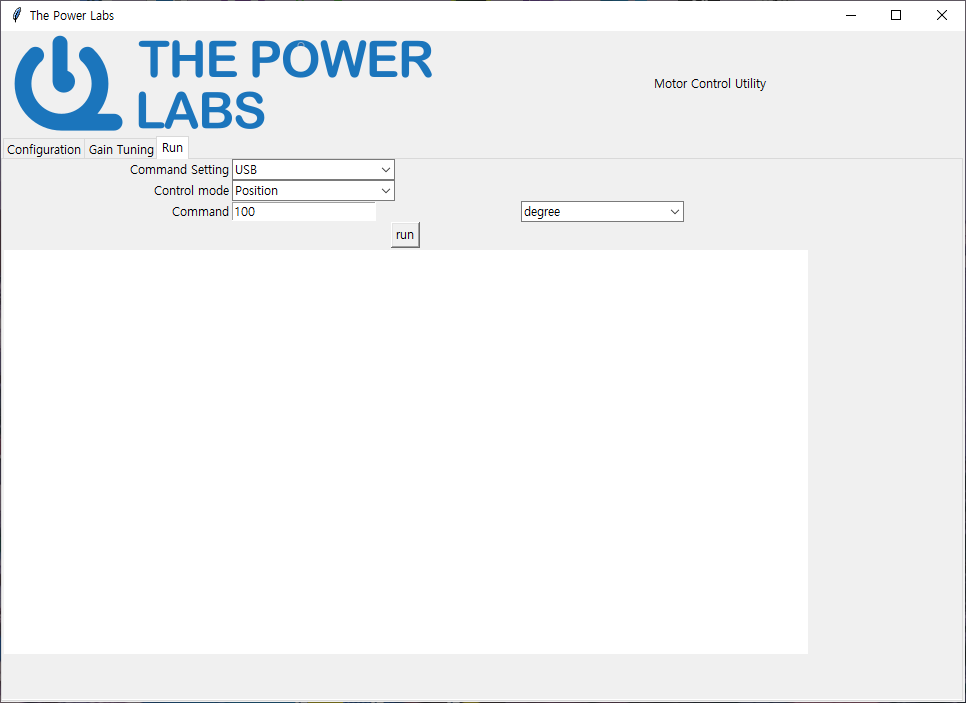 The Power Labs
THE POWER
LABS
Motor Control Utility
Configuration Gain Tuning Run
Command Setting USB
Control mode Position
Command 100 degree
run